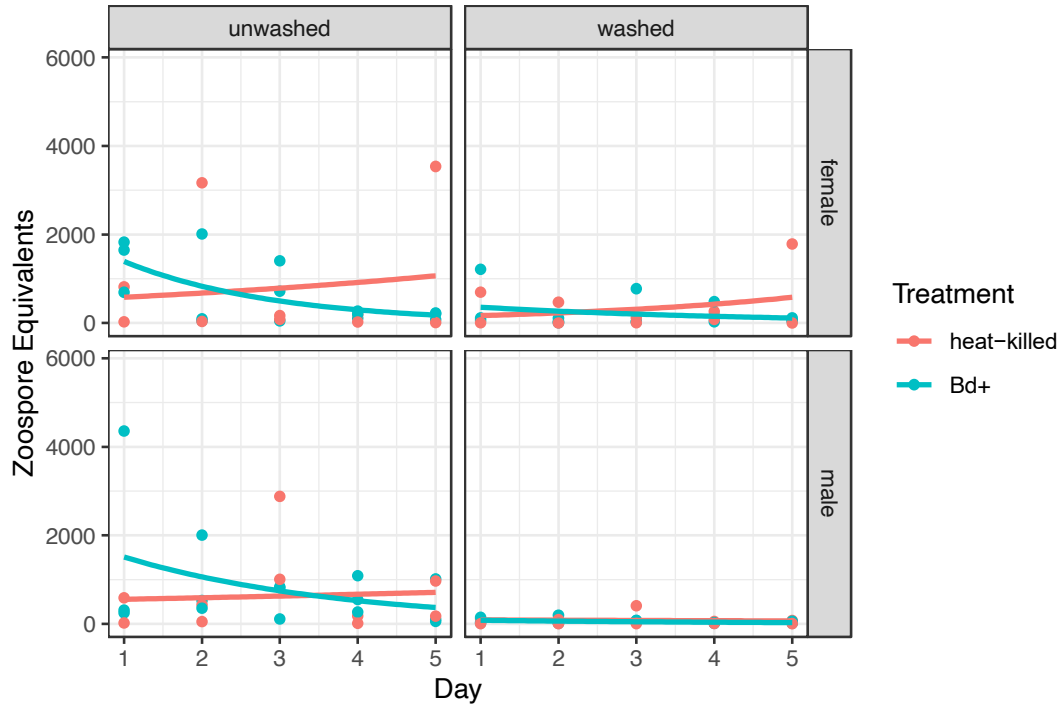 unwashed
washed
6000
4000
2000
0
female
6000
4000
2000
0
male
1 2 3 4 5
1 2 3 4 5
Zoospore Equivalents
Day
Treatment
heat−killed
Bd+